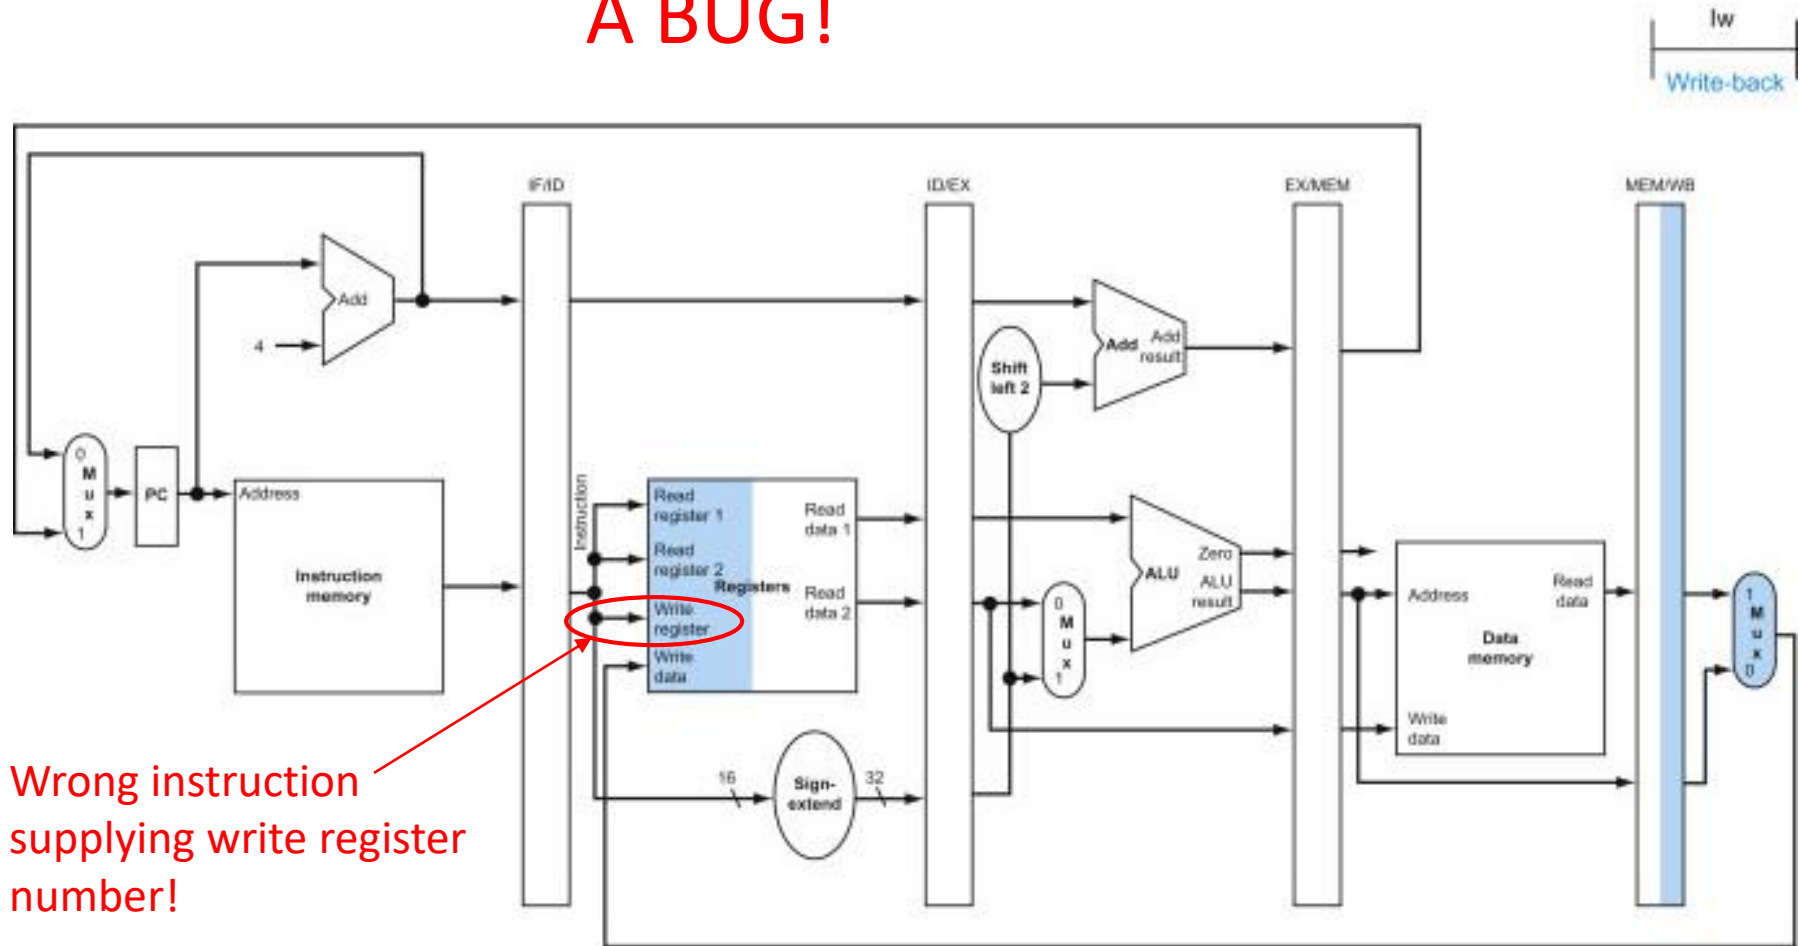 A BUG!
lw
Write-back
IF/ID
ID/EX
EX/MEM
MEM/WB
Add
4
Add
Add
result
Shift
left 2
0
M
u
x
1
PC
Address
Instruction
memory
Instruction
Read
register 1
Read
register 2
Write
register
Write
data
Registers
Read
data 1
Read
data 2
0
M
u
x
1
Zero
ALU
ALU
result
Address
Read
data
Data
memory
Write
data
1
M
u
x
0
16
Sign-
extend
32
Wrong instruction
supplying write register
number!